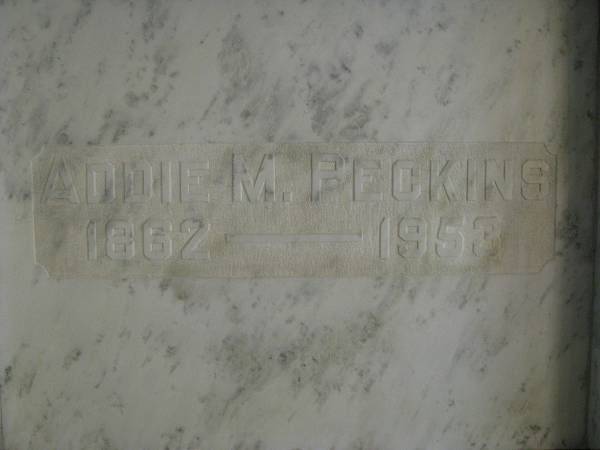 ADDIE M. PECKINS
1862 — 1953